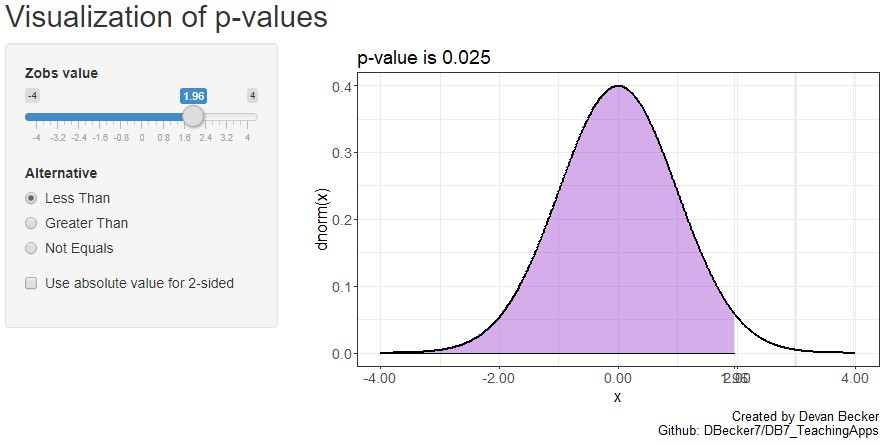 Visualization of p-values
Zobs value
-4 1.96 4
-4 -3.2 -2.4 -1.6 -0.8 0 0.8 1.6 2.4 3.2 4
Alternative
Less Than
Greater Than
Not Equals
Use absolute value for 2-sided
p-value is 0.025
dnorm(x)
0.4
0.3
0.2
0.1
0.0
-4.00 -2.00 0.00 4.00
x
Created by Devan Becker
Github: DBecker7/DB7_TeachingApps